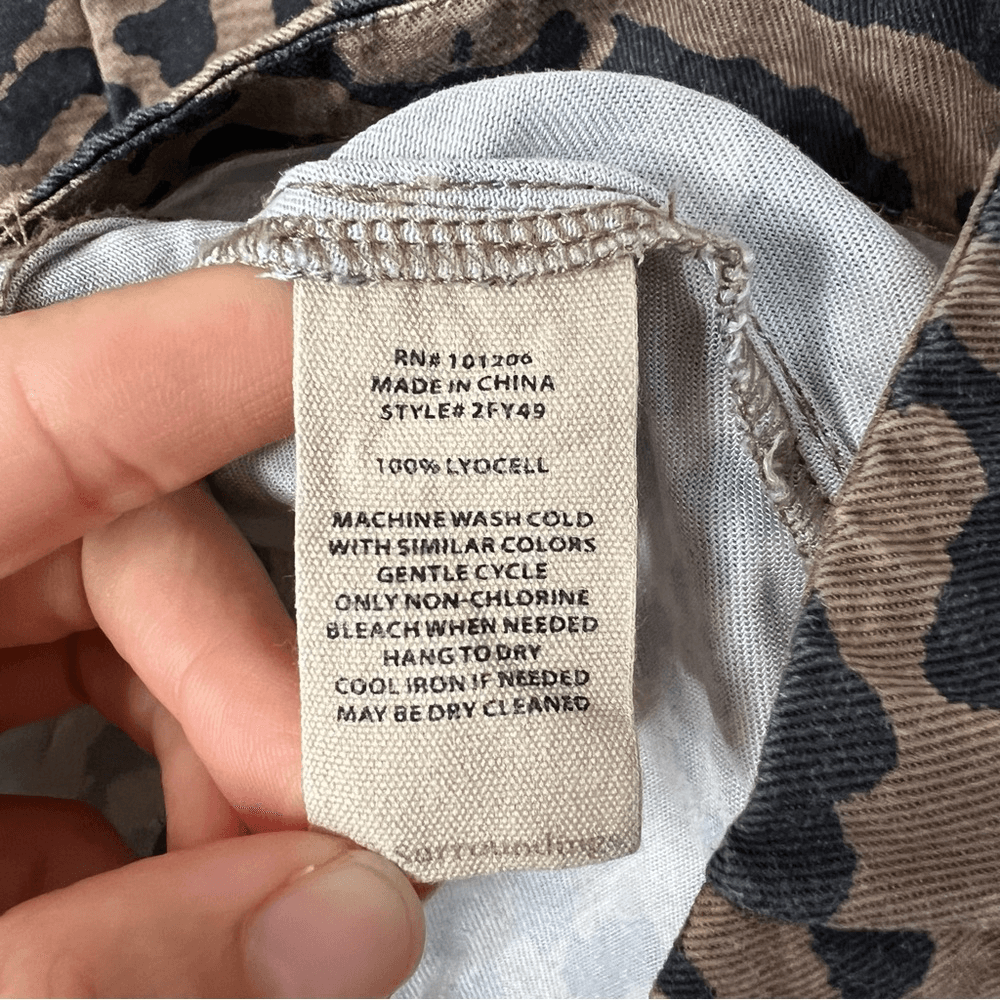 RN# 101206
MADE IN CHINA
STYLE# 2FY49
100% LYOCELL
MACHINE WASH COLD
WITH SIMILAR COLORS
GENTLE CYCLE
ONLY NON-CHLORINE
BLEACH WHEN NEEDED
HANG TO DRY
COOL IRON IF NEEDED
MAY BE DRY CLEANED